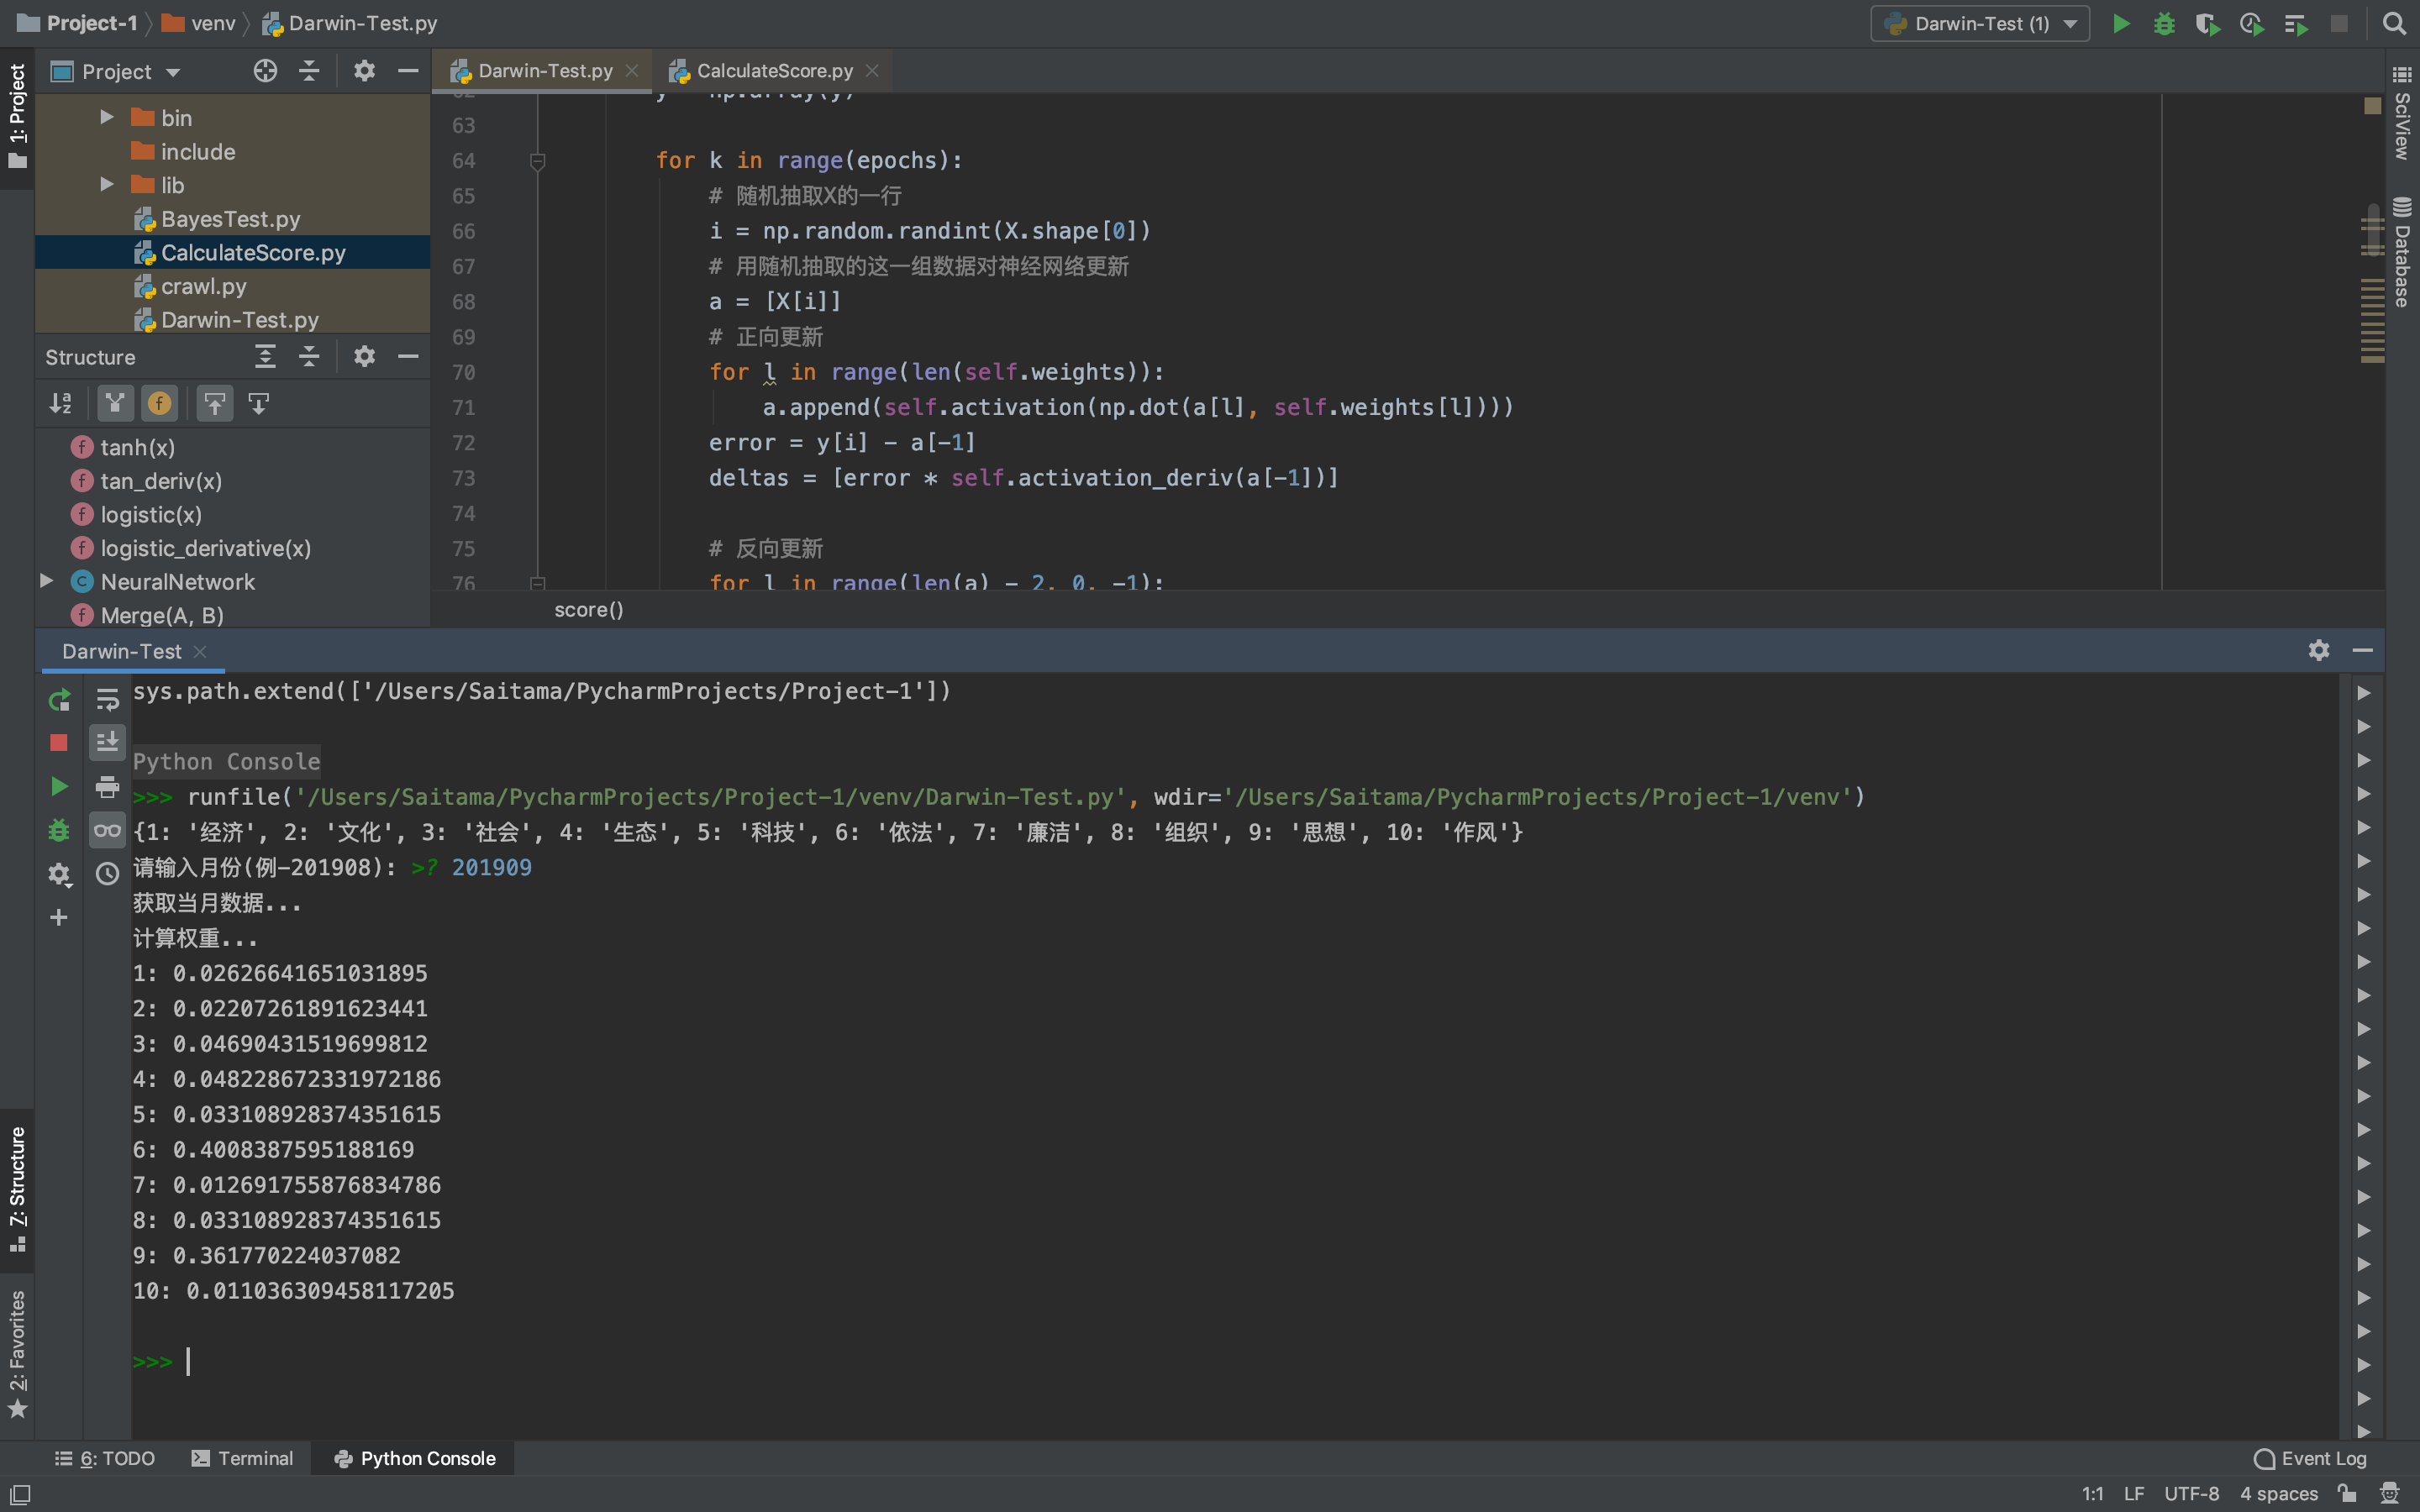 Project-1 venv Darwin-Test.py
Darwin-Test (1)
1: Project
Project
bin
include
lib
BayesTest.py
CalculateScore.py
crawl.py
Darwin-Test.py
Structure
tanh(x)
tan_deriv(x)
logistic(x)
logistic_derivative(x)
NeuralNetwork
Merge(A, B)
Darwin-Test.py CalculateScore.py
62 y = np.array(y)
63
64 for k in range(epochs):
65 # 随机抽取X的一行
66 i = np.random.randint(X.shape[0])
67 # 用随机抽取的这一组数据对神经网络更新
68 a = [X[i]]
69 # 正向更新
70 for l in range(len(self.weights)):
71 a.append(self.activation(np.dot(a[l], self.weights[l])))
72 error = y[i] - a[-1]
73 deltas = [error * self.activation_deriv(a[-1])]
74
75 # 反向更新
76 for l in range(len(a) - 2, 0, -1):
score()
SciView
Database
Darwin-Test
sys.path.extend(['/Users/Saitama/PycharmProjects/Project-1'])
Python Console
>>> runfile('/Users/Saitama/PycharmProjects/Project-1/venv/Darwin-Test.py', wdir='/Users/Saitama/PycharmProjects/Project-1/venv')
{1: '经济', 2: '文化', 3: '社会', 4: '生态', 5: '科技', 6: '依法', 7: '廉洁', 8: '组织', 9: '思想', 10: '作风'}
请输入月份(例-201908): >? 201909
获取当月数据...
计算权重...
1: 0.02626641651031895
2: 0.02207261891623441
3: 0.04690431519699812
4: 0.048228672331972186
5: 0.033108928374351615
6: 0.4008387595188169
7: 0.012691755876834786
8: 0.033108928374351615
9: 0.361770224037082
10: 0.011036309458117205
>>>
7: Structure
2: Favorites
6: TODO Terminal Python Console Event Log
1:1 LF UTF-8 4 spaces